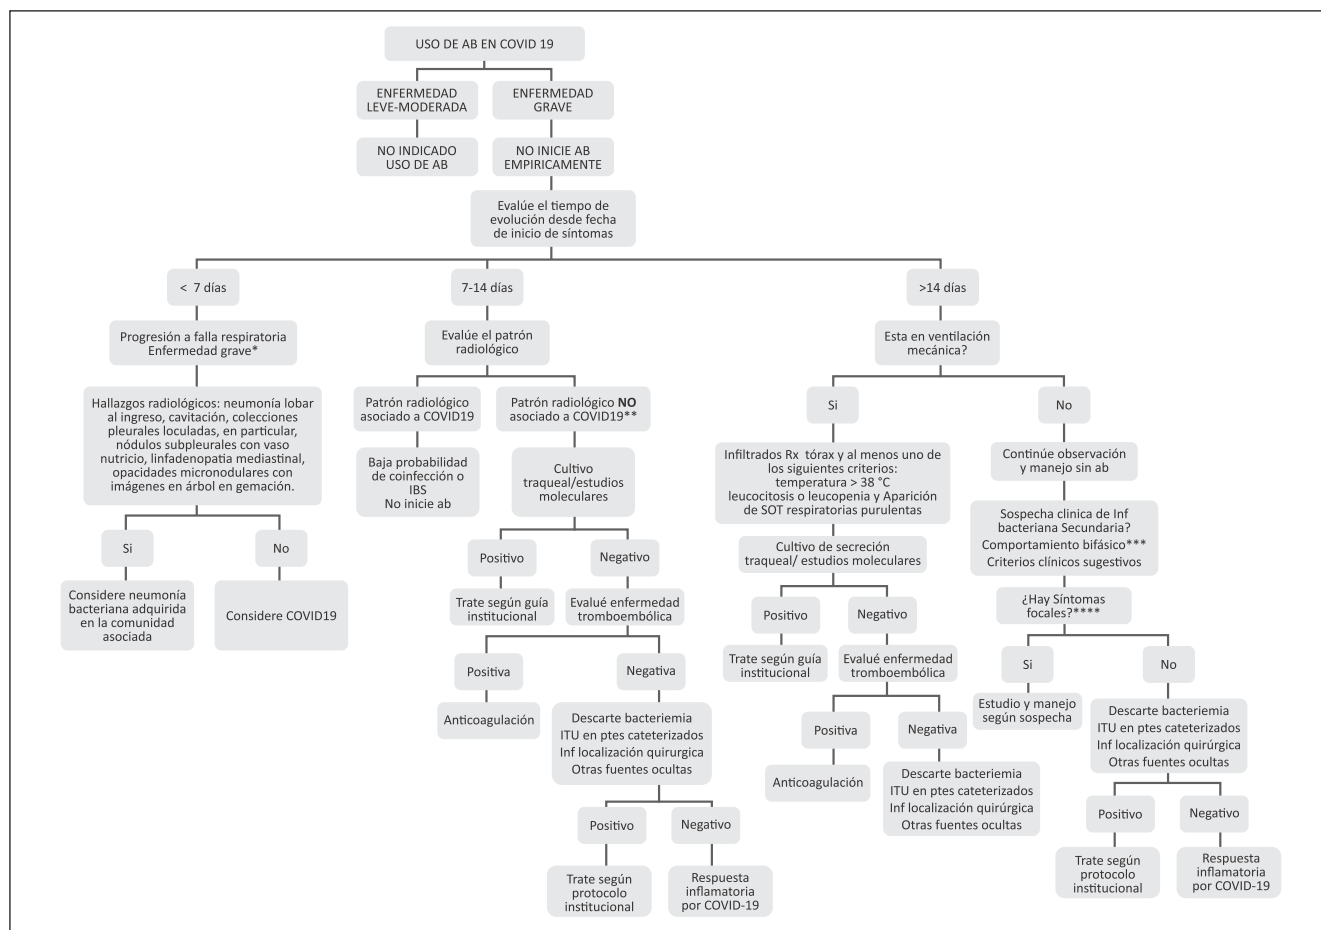 USO DE AB EN COVID 19
ENFERMEDAD
LEVE-MODERADA
ENFERMEDAD
GRAVE
NO INDICADO
USO DE AB
NO INICIE AB
EMPIRICAMENTE
Evalúe el tiempo de
evolución desde fecha
de inicio de síntomas
< 7 días
7-14 días
>14 días
Progresión a falla respiratoria
Enfermedad grave*
Evalúe el patrón
radiológico
Esta en ventilación
mecánica?
Hallazgos radiológicos: neumonía lobar
al ingreso, cavitación, colecciones
pleurales loculadas, en particular,
nódulos subpleurales con vaso
nutricio, linfadenopatia mediastinal,
opacidades micronodulares con
imágenes en árbol en gemación.
Si
No
Considere neumonía
bacteriana adquirida
en la comunidad
asociada
Considere COVID19
Patrón radiológico
asociado a COVID19
Patrón radiológico NO
asociado a COVID19**
Baja probabilidad
de coinfección o
IBS
No inicie ab
Cultivo
traqueal/estudios
moleculares
Positivo
Negativo
Trate según guía
institucional
Evalué enfermedad
tromboembólica
Positiva
Negativa
Anticoagulación
Descarte bacteriemia
ITU en ptes cateterizados
Inf localización quirurgica
Otras fuentes ocultas
Positivo
Negativo
Trate según
protocolo
institucional
Respuesta
inflamatoria
por COVID-19
Si
No
Infiltrados Rx tórax y al menos uno de
los siguientes criterios:
temperatura > 38 °C
leucocitosis o leucopenia y Aparición
de SOT respiratorias purulentas
Cultivo de secreción
traqueal/ estudios moleculares
Positivo
Negativo
Trate según guía
institucional
Evalué enfermedad
tromboembólica
Positiva
Negativa
Anticoagulación
Descarte bacteriemia
ITU en ptes cateterizados
Inf localización quirúrgica
Otras fuentes ocultas
Continúe observación
y manejo sin ab
Sospecha clinica de Inf
bacteriana Secundaria?
Comportamiento bifásico***
Criterios clínicos sugestivos
¿Hay Síntomas
focales?****
Si
No
Estudio y manejo
según sospecha
Descarte bacteriemia
ITU en ptes cateterizados
Inf localización quirúrgica
Otras fuentes ocultas
Positivo
Negativo
Trate según
protocolo
institucional
Respuesta
inflamatoria
por COVID-19